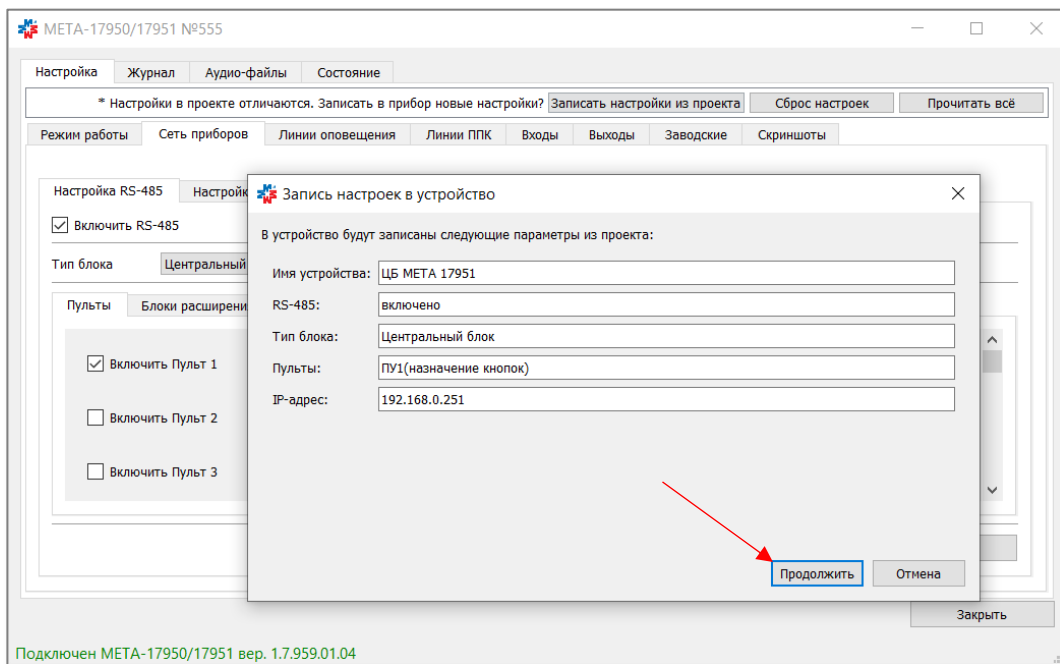 МЕТА-17950/17951 №555
Настройка Журнал Аудио-файлы Состояние
* Настройки в проекте отличаются. Записать в прибор новые настройки? Записать настройки из проекта Сброс настроек Прочитать всё
Режим работы Сеть приборов Линии оповещения Линии ППК Входы Выходы Заводские Скриншоты
Настройка RS-485 Настройк
Включить RS-485
Тип блока Центральный
Пульты Блоки расширени
Включить Пульт 1
Включить Пульт 2
Включить Пульт 3
Запись настроек в устройство
В устройство будут записаны следующие параметры из проекта:
Имя устройства: ЦБ МЕТА 17951
RS-485: включено
Тип блока: Центральный блок
Пульты: ПУ1(назначение кнопок)
IP-адрес: 192.168.0.251
Продолжить Отмена
Закрыть
Подключен МЕТА-17950/17951 вер. 1.7.959.01.04